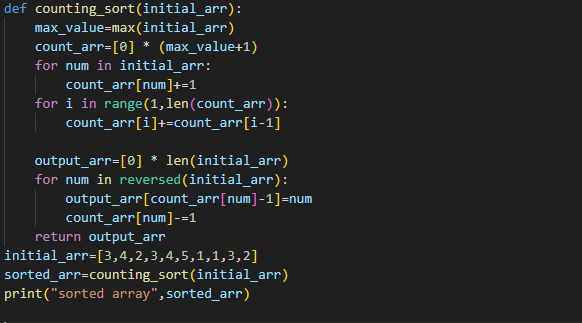 def counting_sort(initial_arr):
    max_value=max(initial_arr)
    count_arr=[0] * (max_value+1)
    for num in initial_arr:
        count_arr[num]+=1
    for i in range(1,len(count_arr)):
        count_arr[i]+=count_arr[i-1]

    output_arr=[0] * len(initial_arr)
    for num in reversed(initial_arr):
        output_arr[count_arr[num]-1]=num
        count_arr[num]-=1
    return output_arr
initial_arr=[3,4,2,3,4,5,1,1,3,2]
sorted_arr=counting_sort(initial_arr)
print("sorted array",sorted_arr)